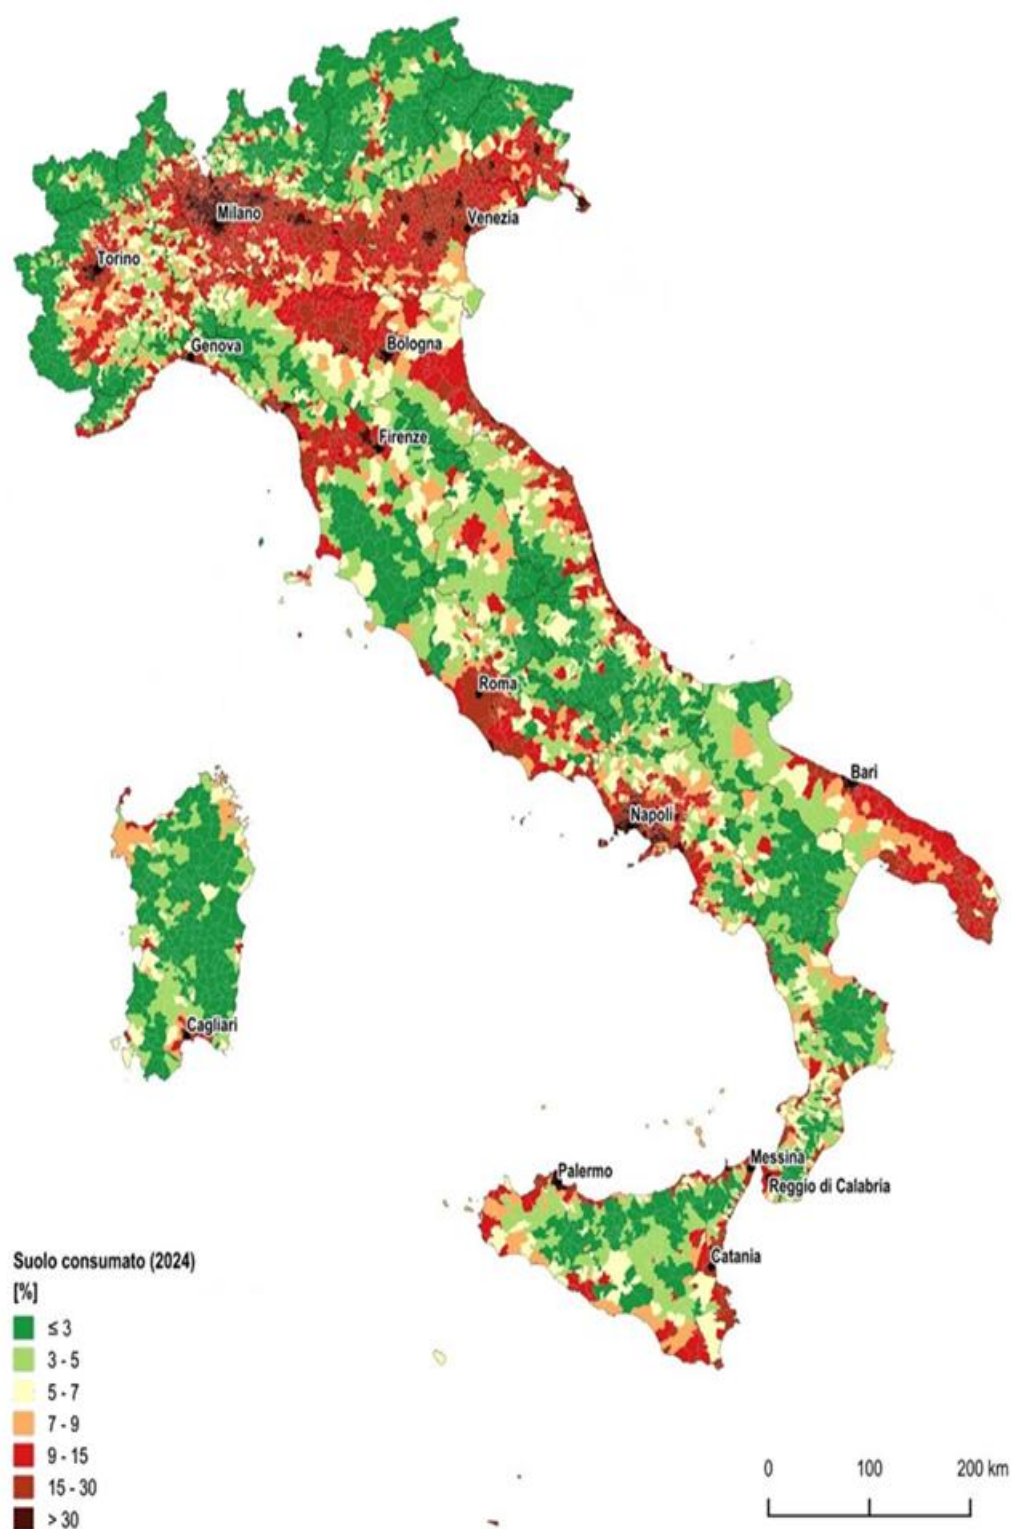 Milano
Venezia
Torino
Genova
Bologna
Firenze
Roma
Bari
Napoli
Cagliari
Messina
Palermo
Reggio di Calabria
Catania
Suolo consumato (2024)
[%]
≤ 3
3 - 5
5 - 7
7 - 9
9 - 15
15 - 30
> 30
0 100 200 km